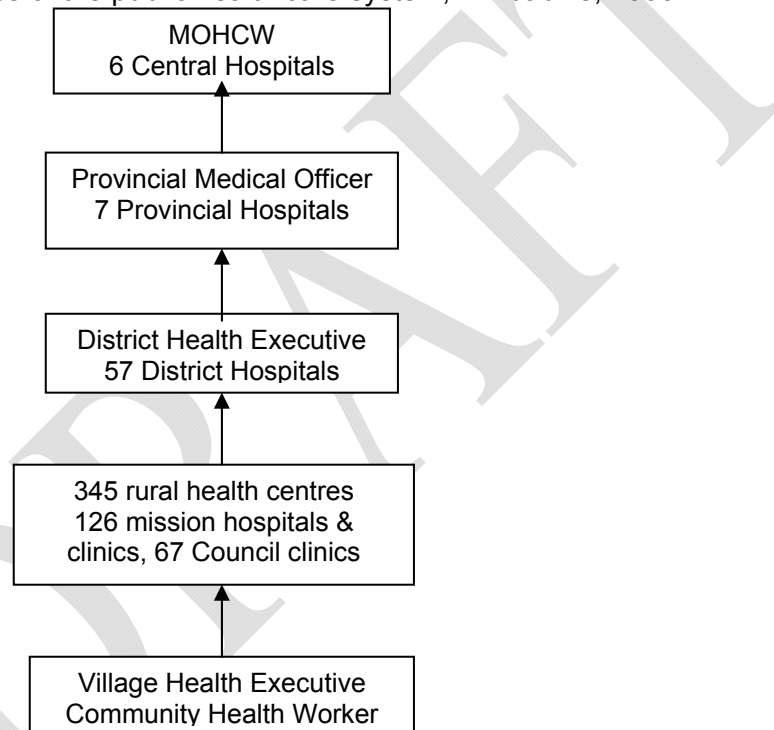 MOHCW
6 Central Hospitals
Provincial Medical Officer
7 Provincial Hospitals
District Health Executive
57 District Hospitals
345 rural health centres
126 mission hospitals &
clinics, 67 Council clinics
Village Health Executive
Community Health Worker
DRAFT